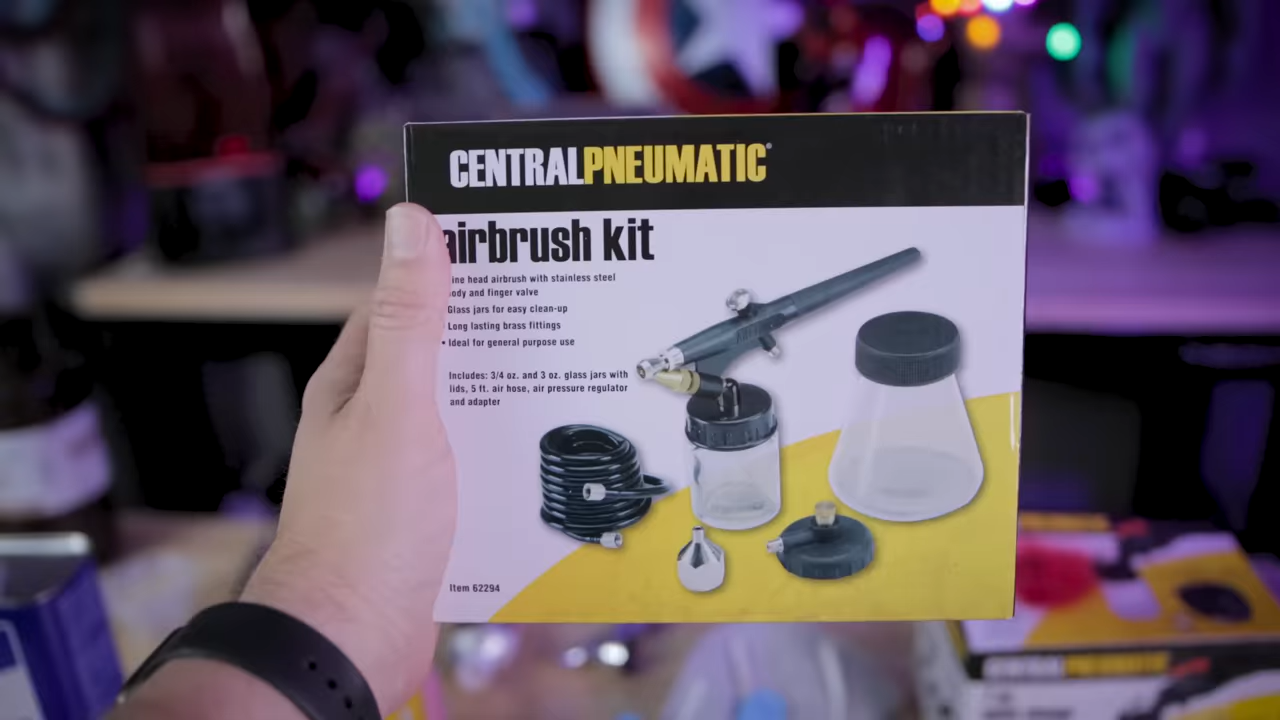 CENTRALPNEUMATIC®
airbrush kit
ine head airbrush with stainless steel
ody and finger valve
Glass jars for easy clean-up
Long lasting brass fittings
• Ideal for general purpose use
Includes: 3/4 oz. and 3 oz. glass jars with
lids, 5 ft. air hose, air pressure regulator
and adapter
Item 62294
CENTRALPNEUMATIC